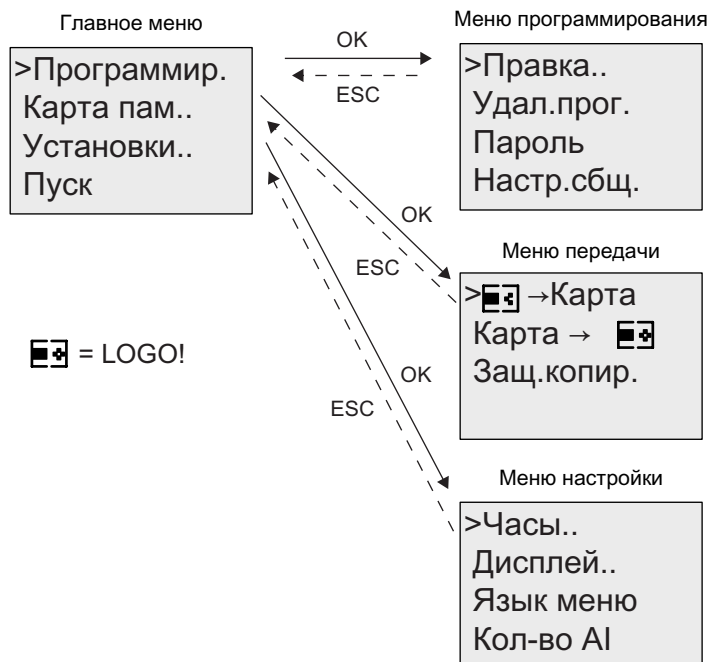 Главное меню
>Программир.
Карта пам..
Установки..
Пуск
OK
ESC
Меню программирования
>Правка..
Удал.прог.
Пароль
Настр.сбщ.
OK
ESC
Меню передачи
> →Карта
Карта →
Защ.копир.
= LOGO!
OK
ESC
Меню настройки
>Часы..
Дисплей..
Язык меню
Кол-во AI